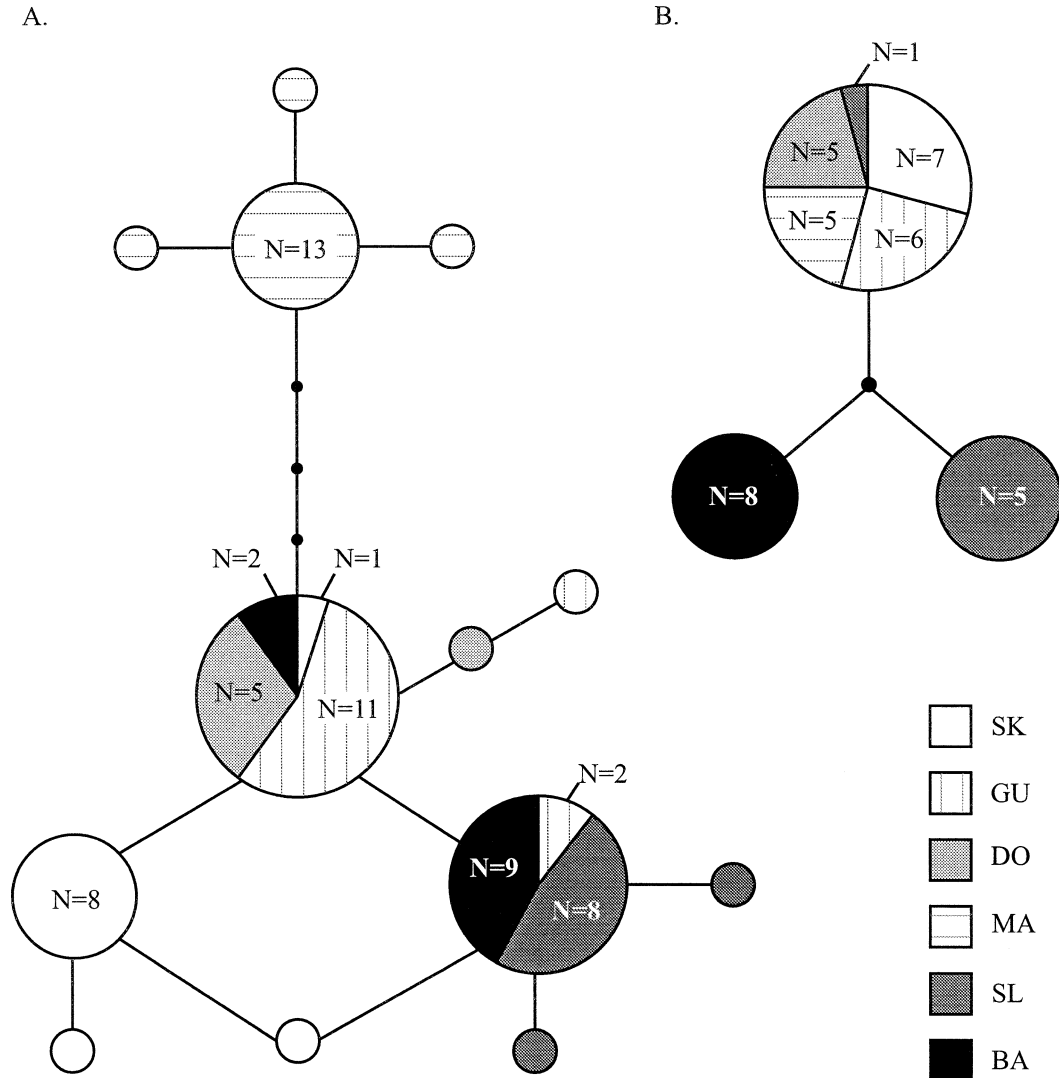 A.
B.
N=1
N=5
N=7
N=5
N=6
N=13
N=8
N=5
N=2
N=1
N=5
N=11
N=2
N=9
N=8
N=8
SK
GU
DO
MA
SL
BA